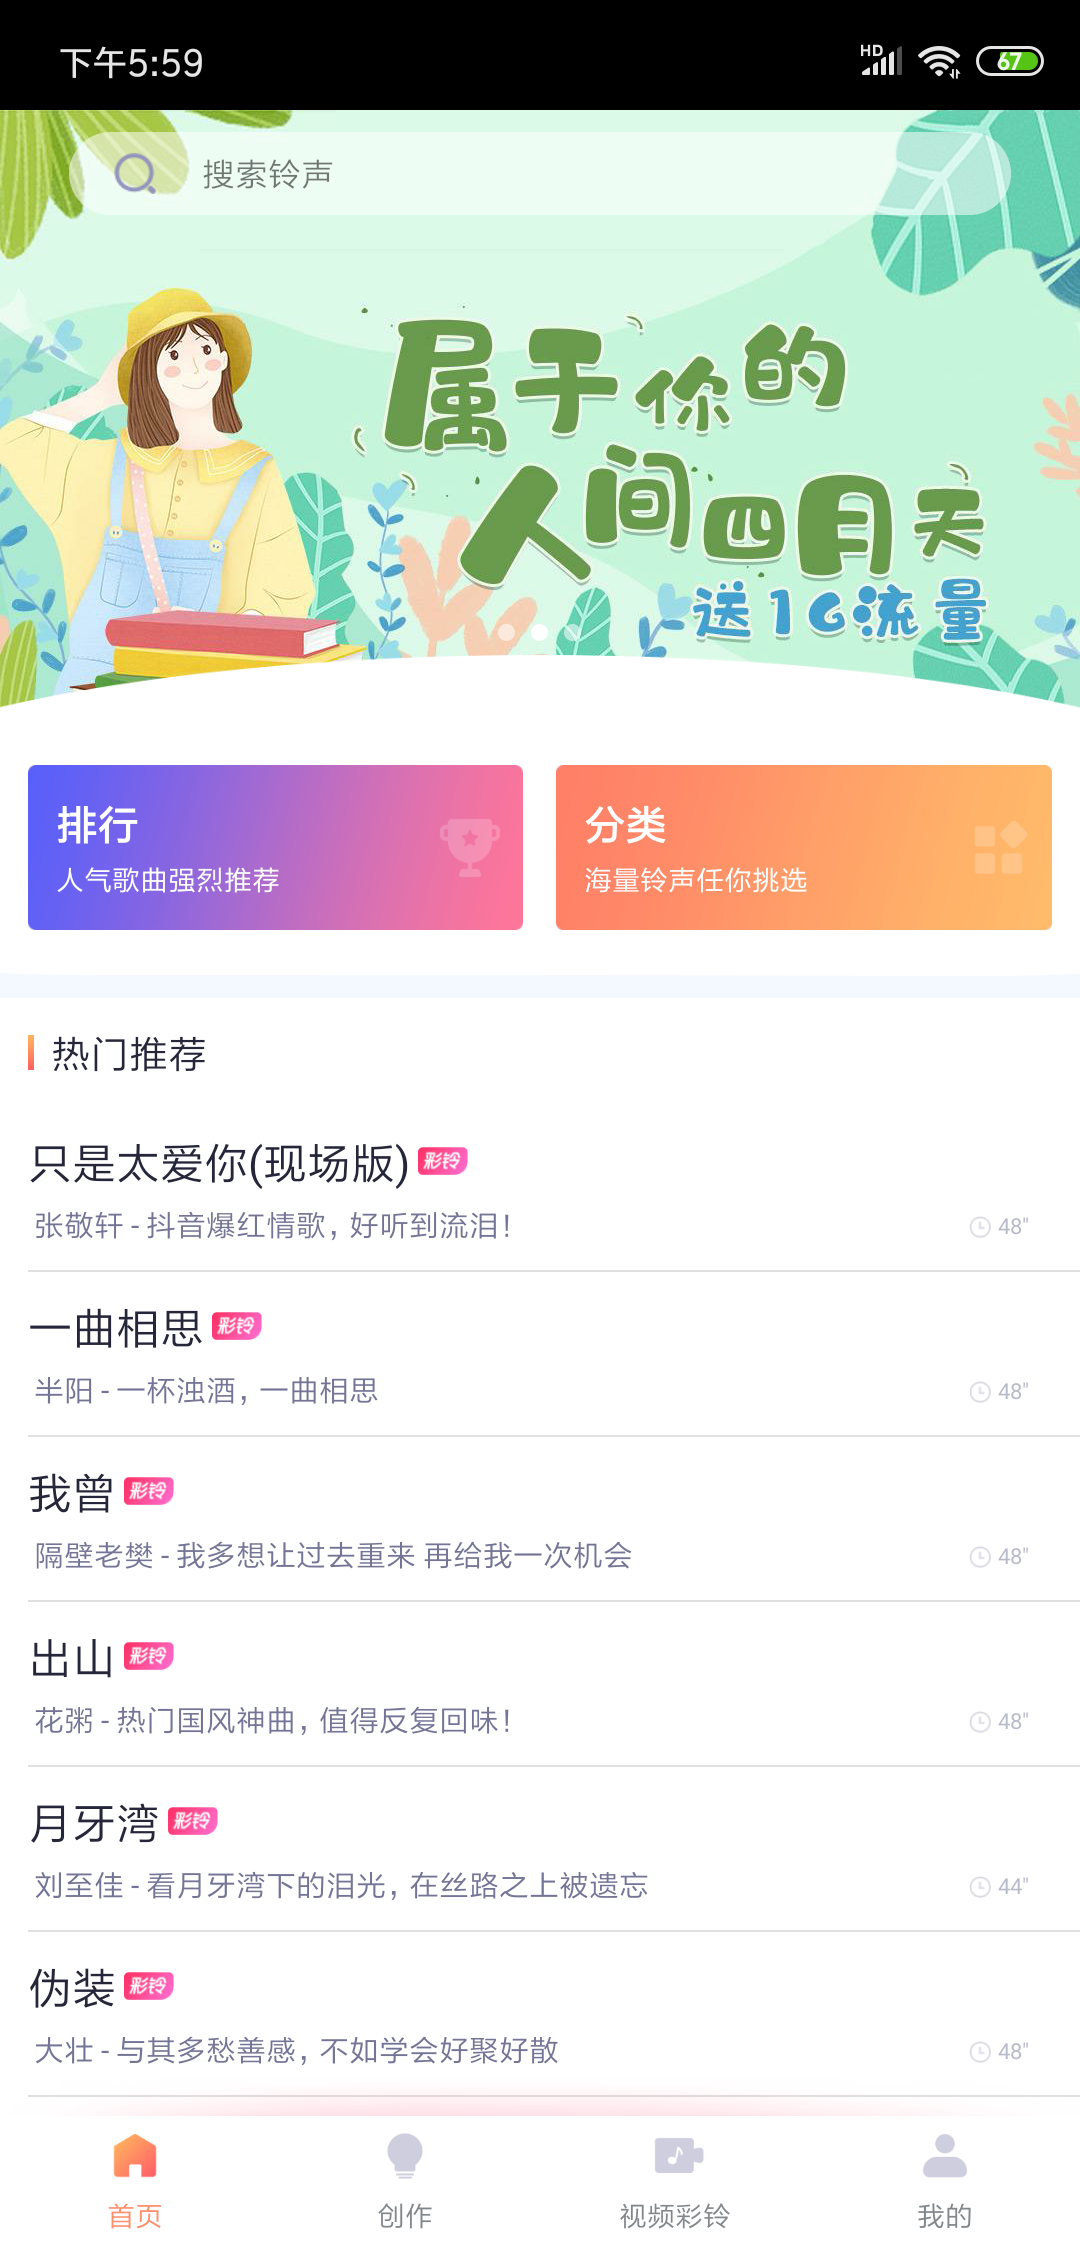 下午5:59
HD
67
搜索铃声
属于你的
人间四月天
送1G流量
排行
人气歌曲强烈推荐
分类
海量铃声任你挑选
热门推荐
只是太爱你(现场版) 彩铃
张敬轩 - 抖音爆红情歌，好听到流泪！
48"
一曲相思 彩铃
半阳 - 一杯浊酒，一曲相思
48"
我曾 彩铃
隔壁老樊 - 我多想让过去重来 再给我一次机会
48"
出山 彩铃
花粥 - 热门国风神曲，值得反复回味！
48"
月牙湾 彩铃
刘至佳 - 看月牙湾下的泪光，在丝路之上被遗忘
44"
伪装 彩铃
大壮 - 与其多愁善感，不如学会好聚好散
48"
首页
创作
视频彩铃
我的